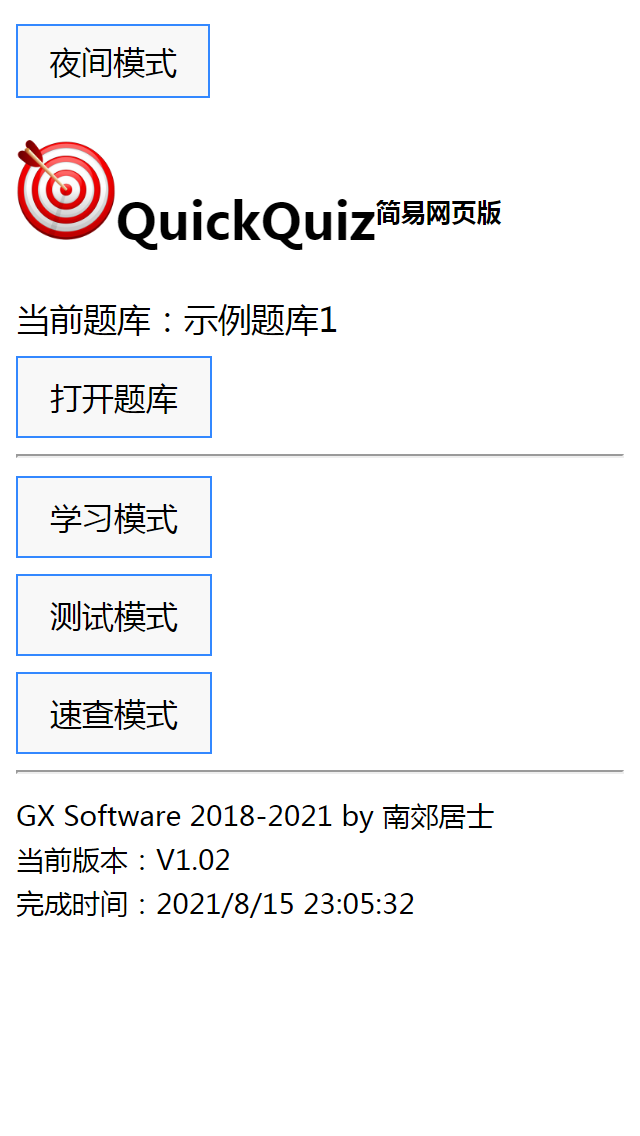 夜间模式
QuickQuiz简易网页版
当前题库：示例题库1
打开题库
学习模式
测试模式
速查模式
GX Software 2018-2021 by 南郊居士
当前版本：V1.02
完成时间：2021/8/15 23:05:32